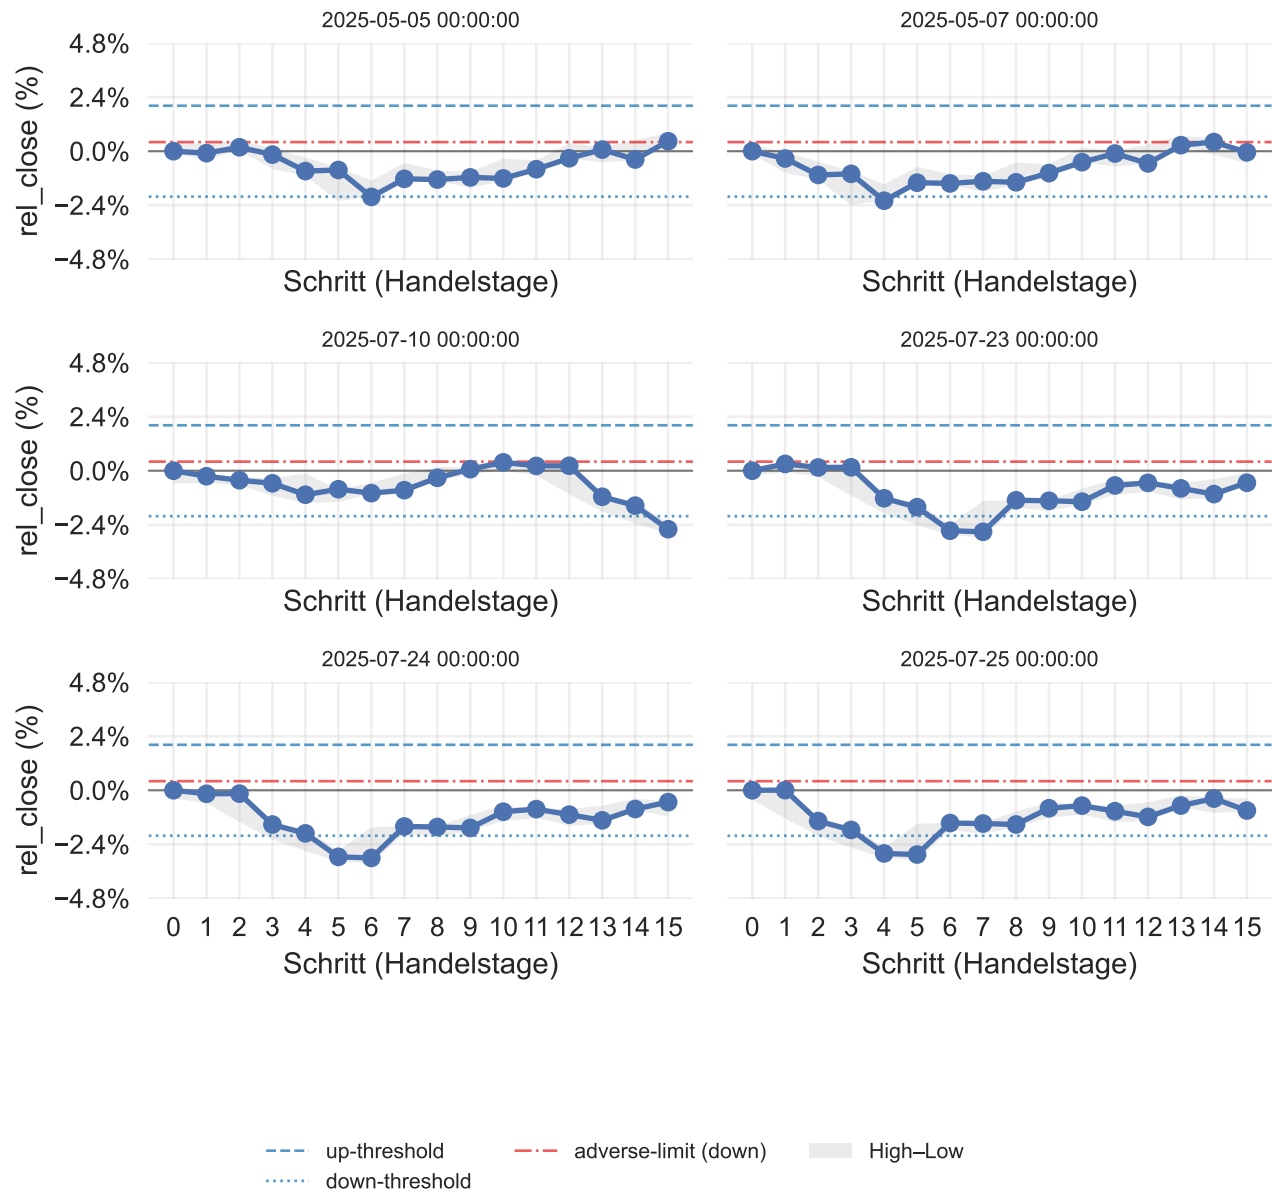 2025-05-05 00:00:00
2025-05-07 00:00:00
rel_close (%)
4.8%
2.4%
0.0%
−2.4%
−4.8%
Schritt (Handelstage)
Schritt (Handelstage)
2025-07-10 00:00:00
2025-07-23 00:00:00
rel_close (%)
4.8%
2.4%
0.0%
−2.4%
−4.8%
Schritt (Handelstage)
Schritt (Handelstage)
2025-07-24 00:00:00
2025-07-25 00:00:00
rel_close (%)
4.8%
2.4%
0.0%
−2.4%
−4.8%
0 1 2 3 4 5 6 7 8 9 10 11 12 13 14 15
0 1 2 3 4 5 6 7 8 9 10 11 12 13 14 15
Schritt (Handelstage)
Schritt (Handelstage)
up-threshold
down-threshold
adverse-limit (down)
High–Low